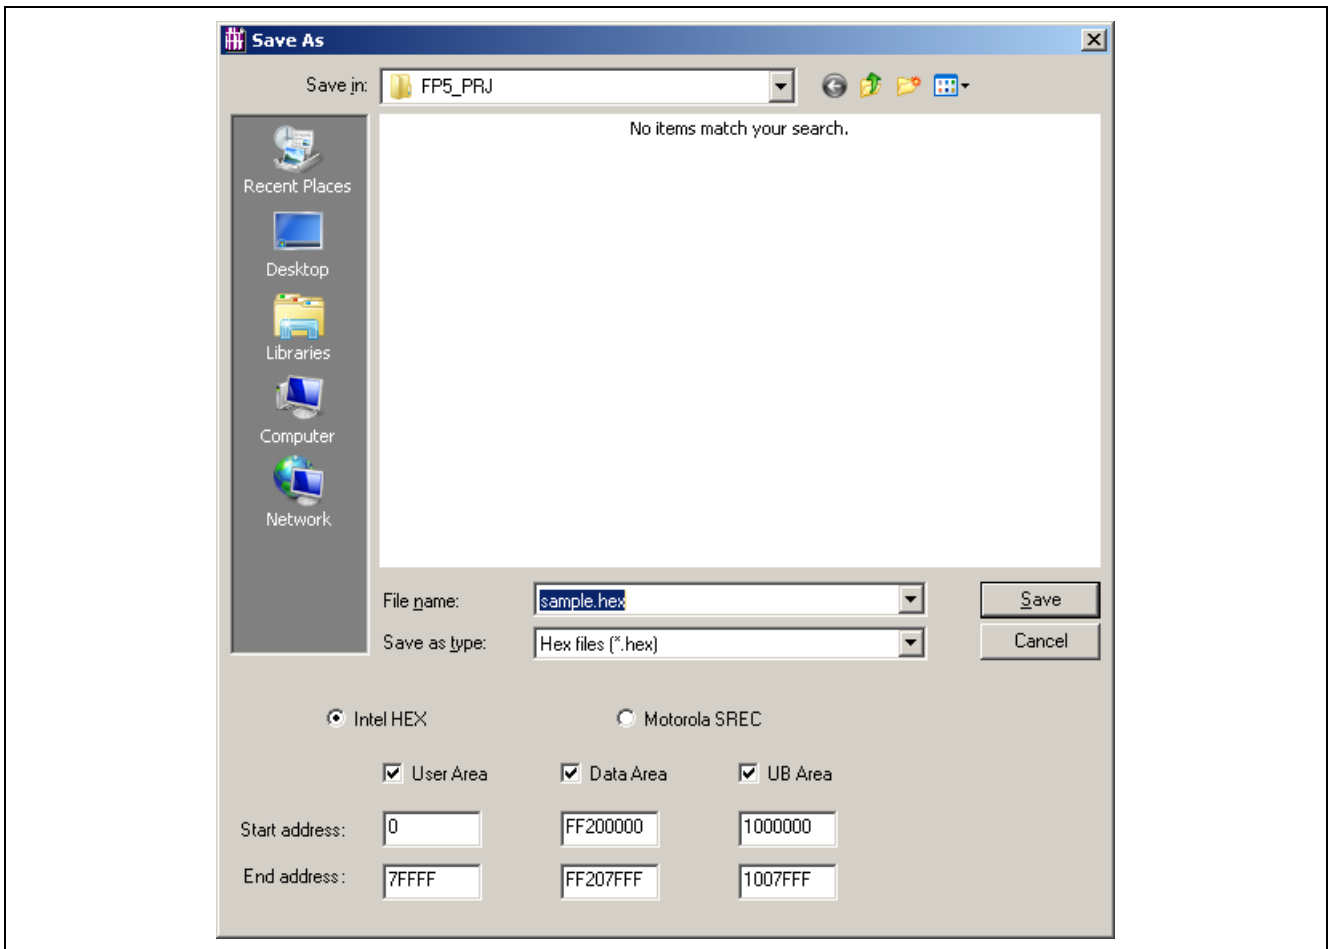 Save As
Save in: FP5_PRJ
No items match your search.
Recent Places
Desktop
Libraries
Computer
Network
File name: sample.hex Save
Save as type: Hex files (*.hex) Cancel
Intel HEX Motorola SREC
User Area Data Area UB Area
Start address: 0 FF200000 1000000
End address: 7FFFF FF207FFF 1007FFF